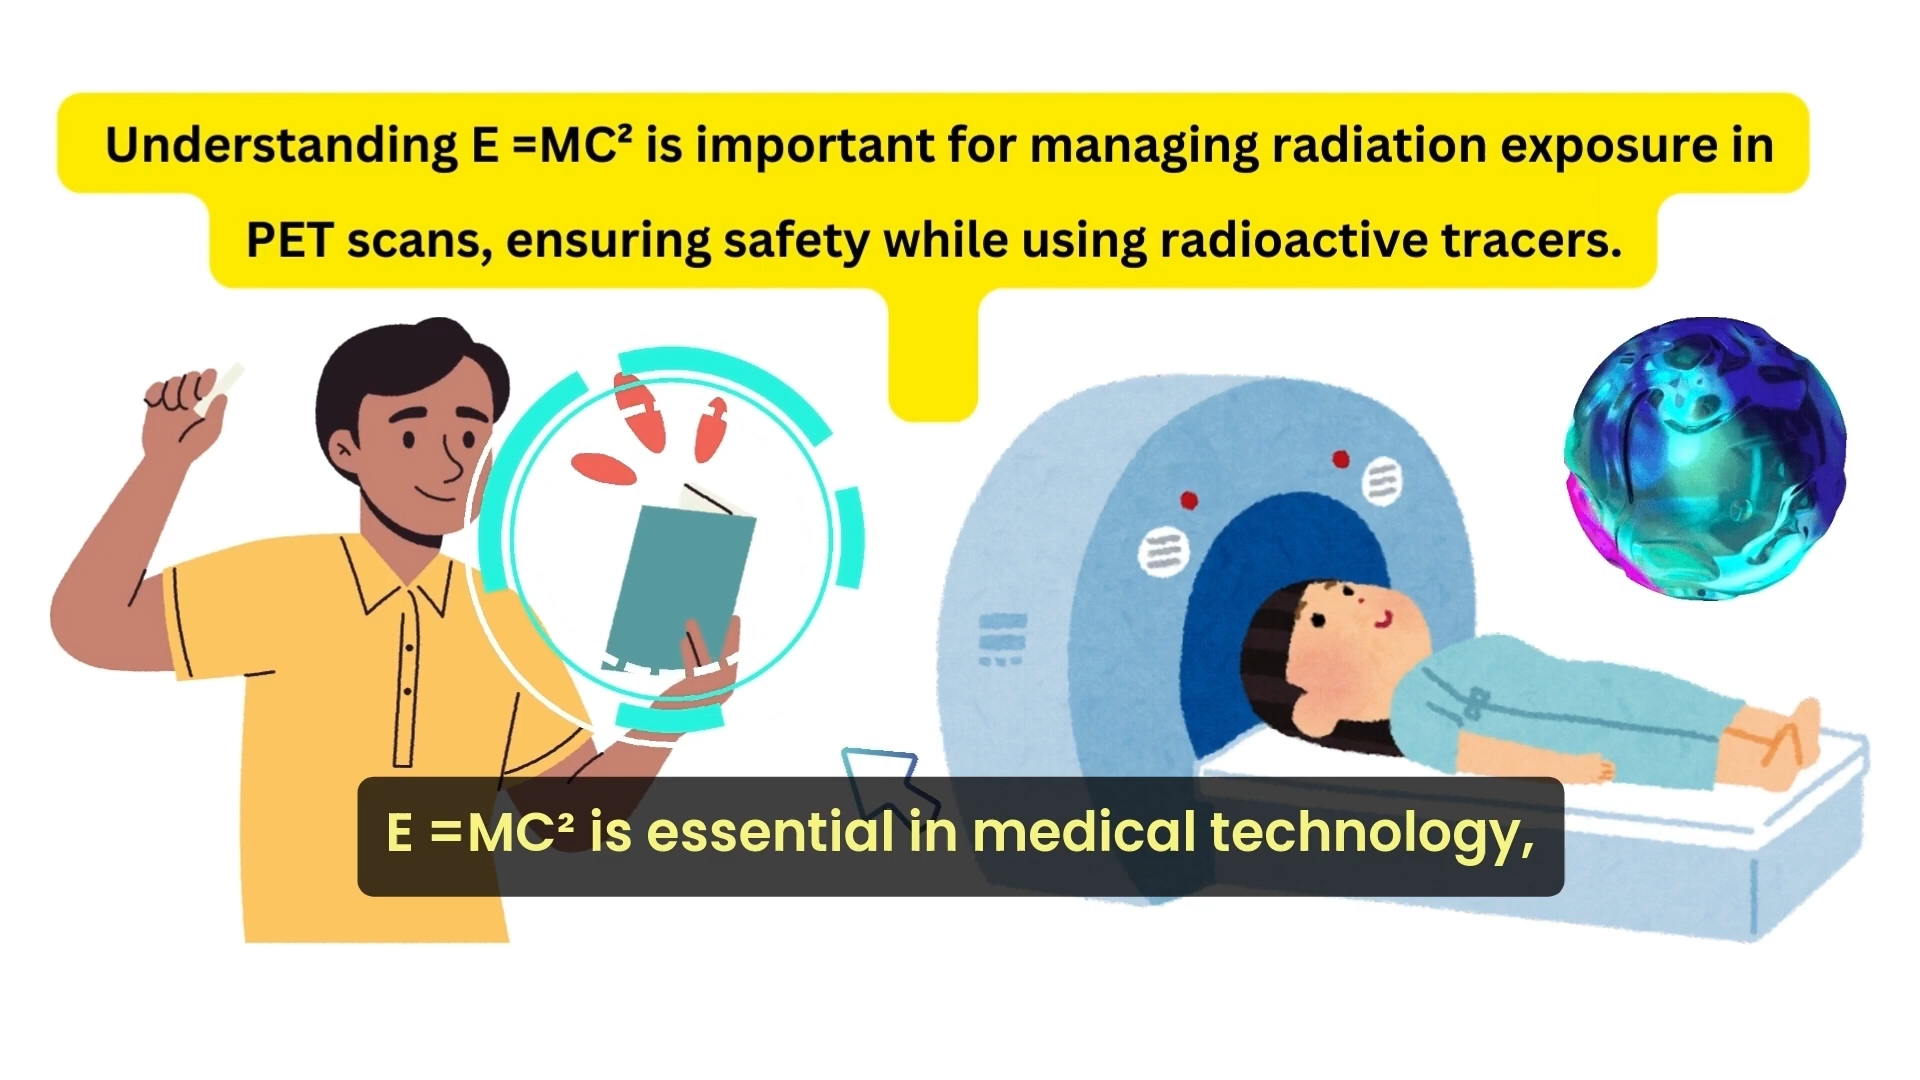 Understanding E =MC² is important for managing radiation exposure in
PET scans, ensuring safety while using radioactive tracers.
E =MC² is essential in medical technology,